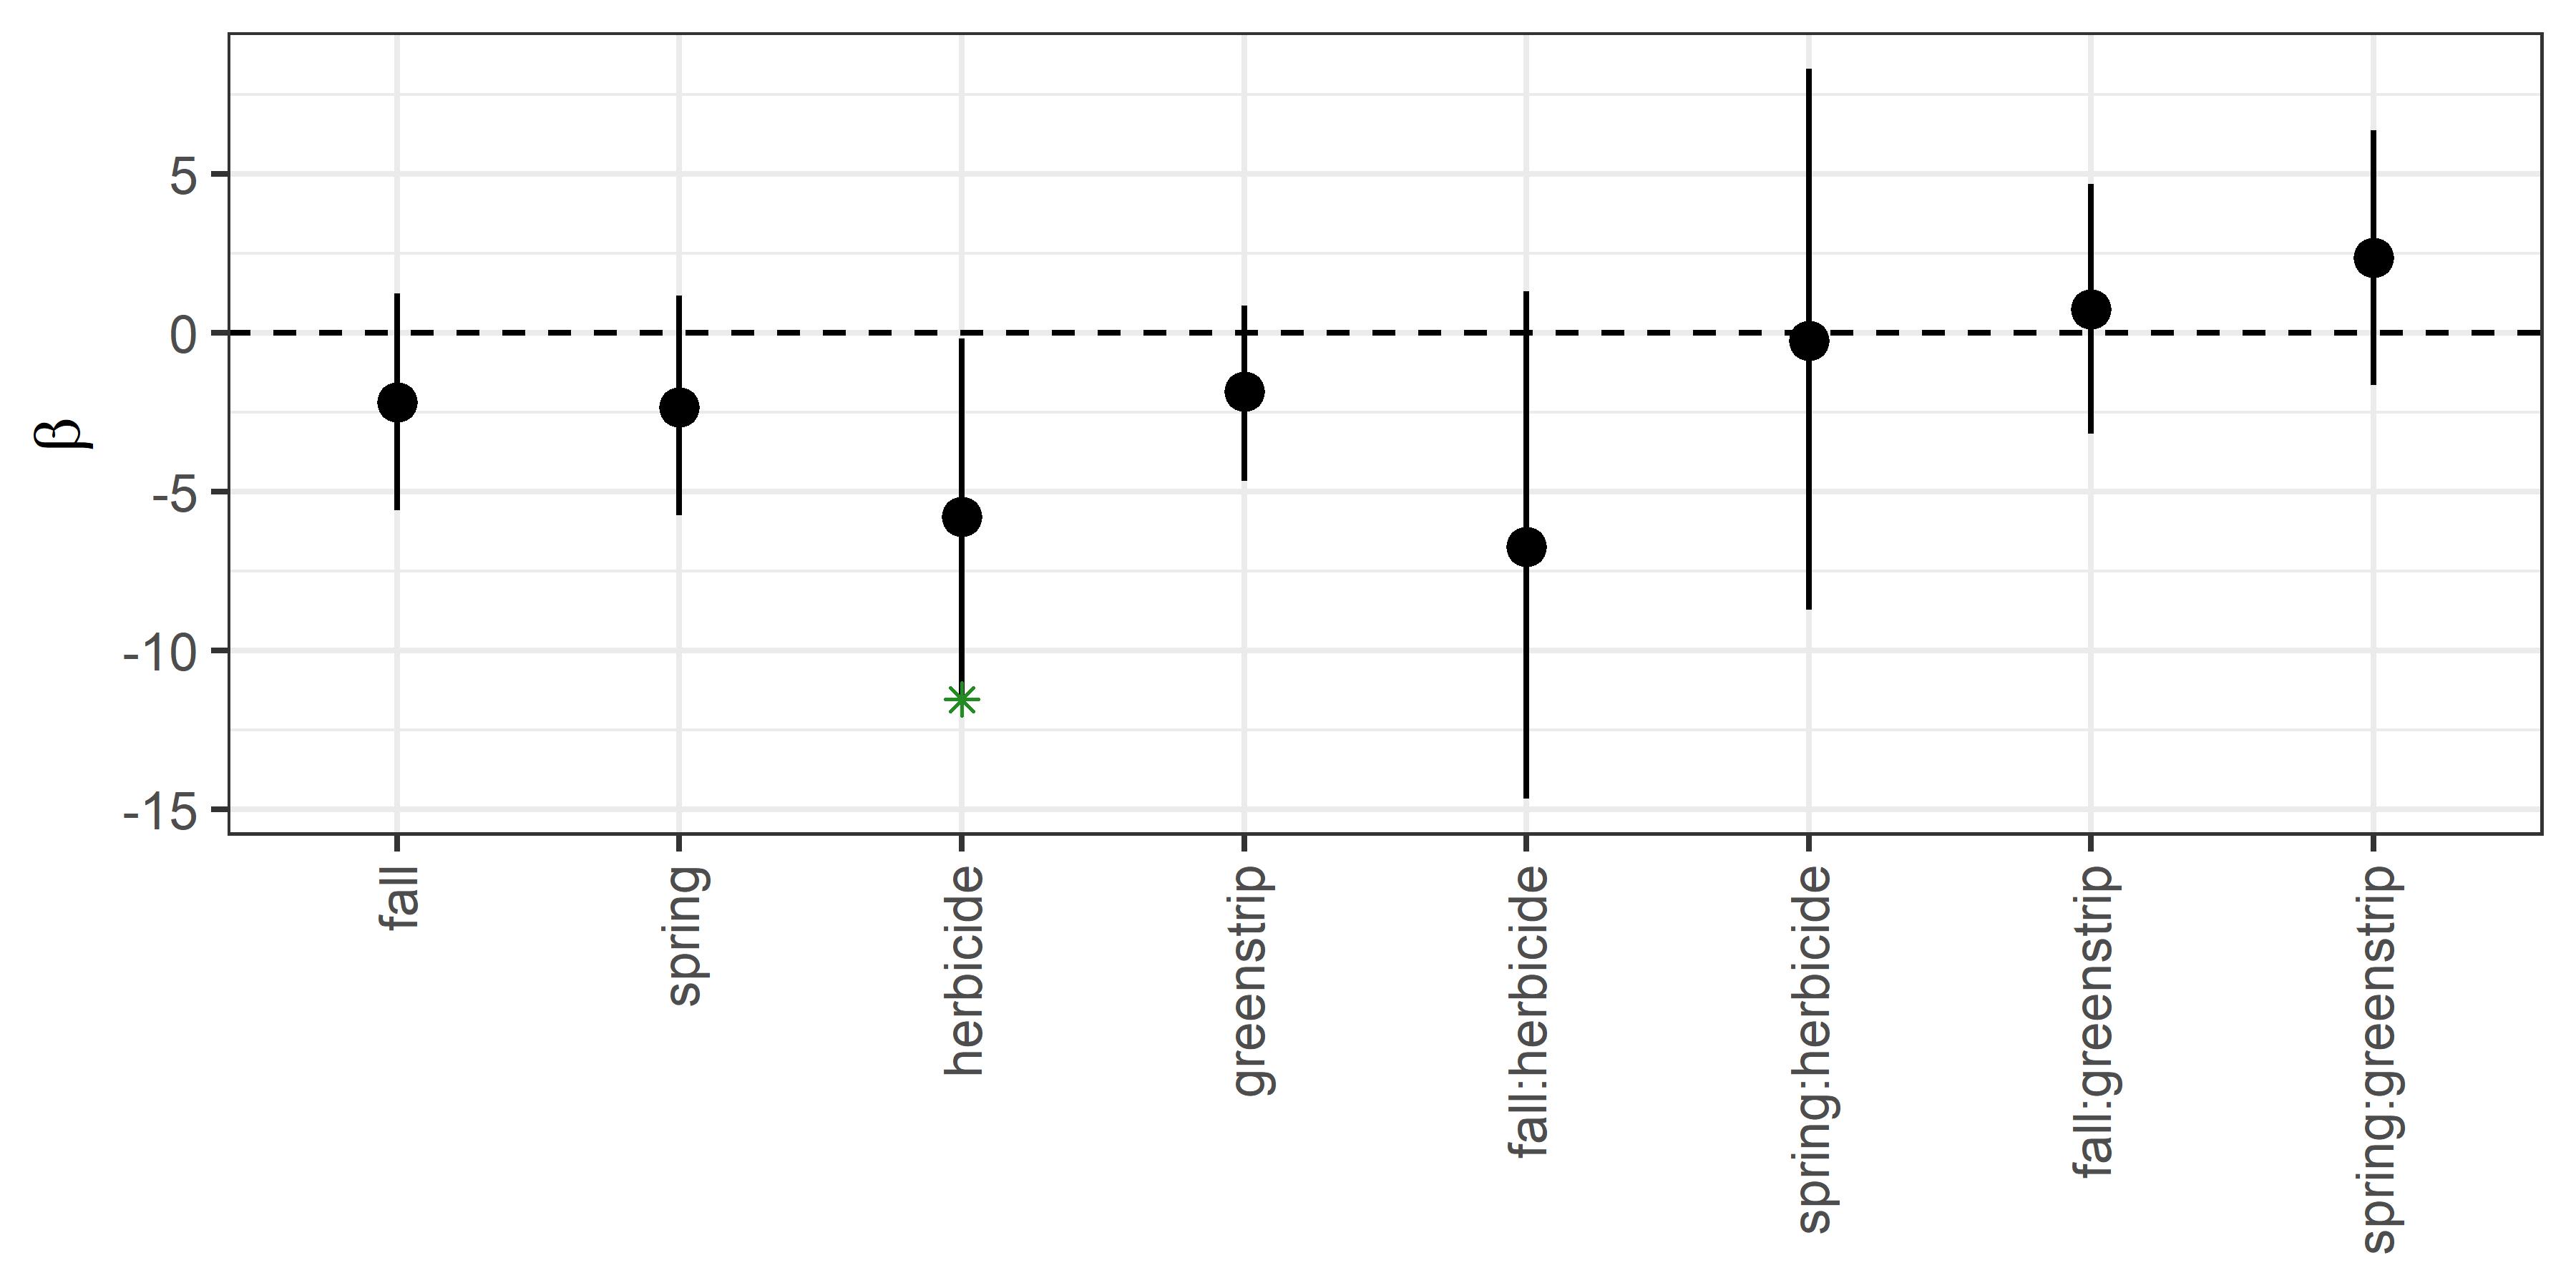 β
5
0
-5
-10
-15
fall
spring
herbicide
greenstrip
fall:herbicide
spring:herbicide
fall:greenstrip
spring:greenstrip